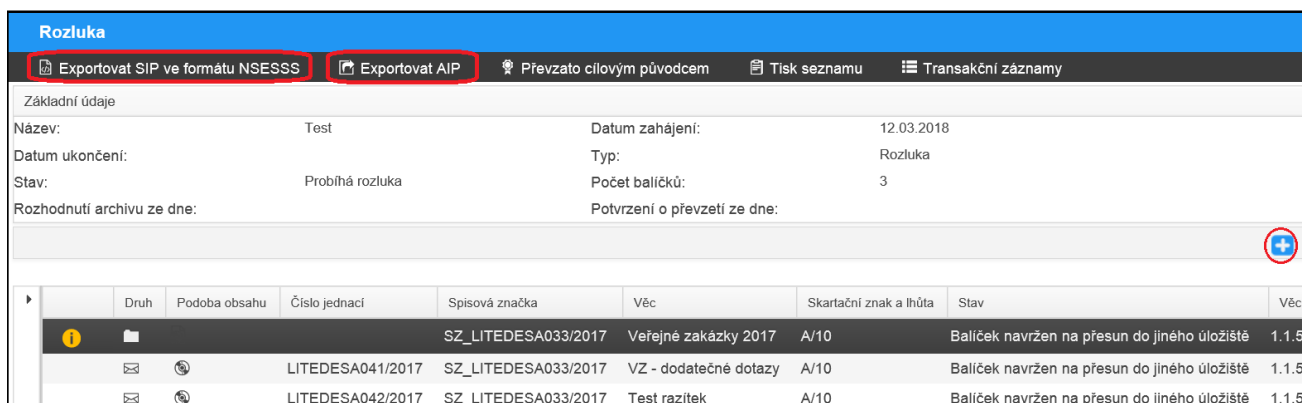 Rozluka
Exportovat SIP ve formátu NSESSS Exportovat AIP Převzato cílovým původcem Tisk seznamu Transakční záznamy
Základní údaje
Název: Test Datum zahájení: 12.03.2018
Datum ukončení: Typ: Rozluka
Stav: Probíhá rozluka Počet balíčků: 3
Rozhodnutí archivu ze dne: Potvrzení o převzetí ze dne:
Druh Podoba obsahu Číslo jednací Spisová značka Věc Skartační znak a lhůta Stav Věc
SZ_LITEDESA033/2017 Veřejné zakázky 2017 A/10 Balíček navržen na přesun do jiného úložiště 1.1.5
LITEDESA041/2017 SZ_LITEDESA033/2017 VZ - dodatečné dotazy A/10 Balíček navržen na přesun do jiného úložiště 1.1.5
LITEDESA042/2017 SZ_LITEDESA033/2017 Test razítek A/10 Balíček navržen na přesun do jiného úložiště 1.1.5